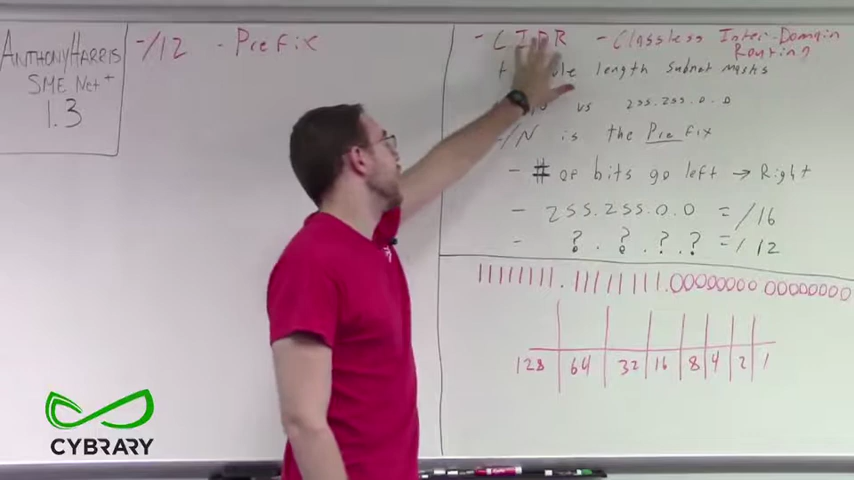 ANTHONY HARRIS
SME Net+
1.3
-/12 - Prefix
- CIDR - Classless Inter-Domain
Routing
length Subnet masks
vs 255.255.0.0
-/N is the Prefix
- # of bits go left → Right
- 255.255.0.0 = /16
- ?.?.?.? = /12
11111111.11111111.00000000.00000000
128 64 32 16 8 4 2 1
CYBRARY